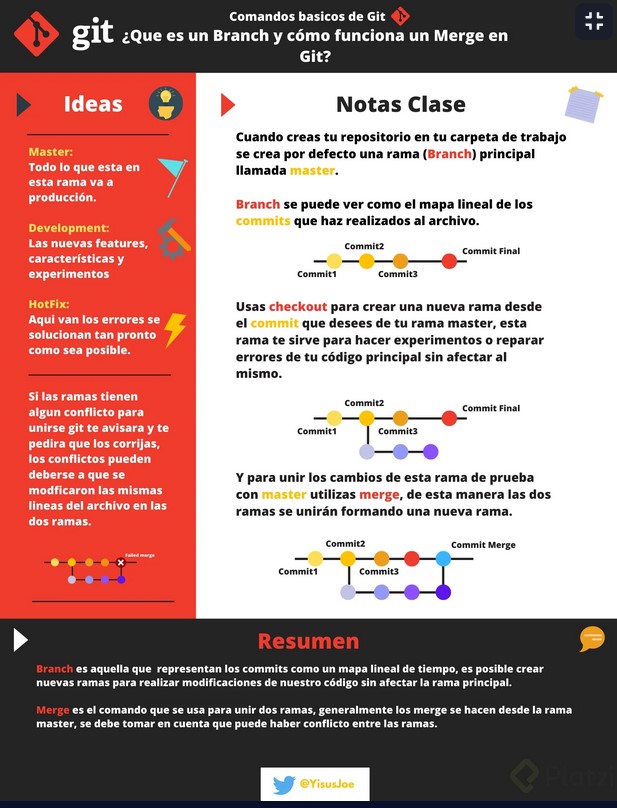 Comandos basicos de Git
git
¿Que es un Branch y cómo funciona un Merge en
Git?
Ideas
Master:
Todo lo que esta en
esta rama va a
producción.
Development:
Las nuevas features,
características y
experimentos
HotFix:
Aqui van los errores se
solucionan tan pronto
como sea posible.
Si las ramas tienen
algun conflicto para
unirse git te avisara y te
pedira que los corrijas,
los conflictos pueden
deberse a que se
modficaron las mismas
lineas del archivo en las
dos ramas.
Failed merge
Notas Clase
Cuando creas tu repositorio en tu carpeta de trabajo
se crea por defecto una rama (Branch) principal
llamada master.
Branch se puede ver como el mapa lineal de los
commits que haz realizados al archivo.
Commit2
Commit Final
Commit1
Commit3
Usas checkout para crear una nueva rama desde
el commit que desees de tu rama master, esta
rama te sirve para hacer experimentos o reparar
errores de tu código principal sin afectar al
mismo.
Commit2
Commit Final
Commit1
Commit3
Y para unir los cambios de esta rama de prueba
con master utilizas merge, de esta manera las dos
ramas se unirán formando una nueva rama.
Commit2
Commit Merge
Commit1
Commit3
Resumen
Branch es aquella que representan los commits como un mapa lineal de tiempo, es posible crear
nuevas ramas para realizar modificaciones de nuestro código sin afectar la rama principal.
Merge es el comando que se usa para unir dos ramas, generalmente los merge se hacen desde la rama
master, se debe tomar en cuenta que puede haber conflicto entre las ramas.
@YisusJoe
Platzi